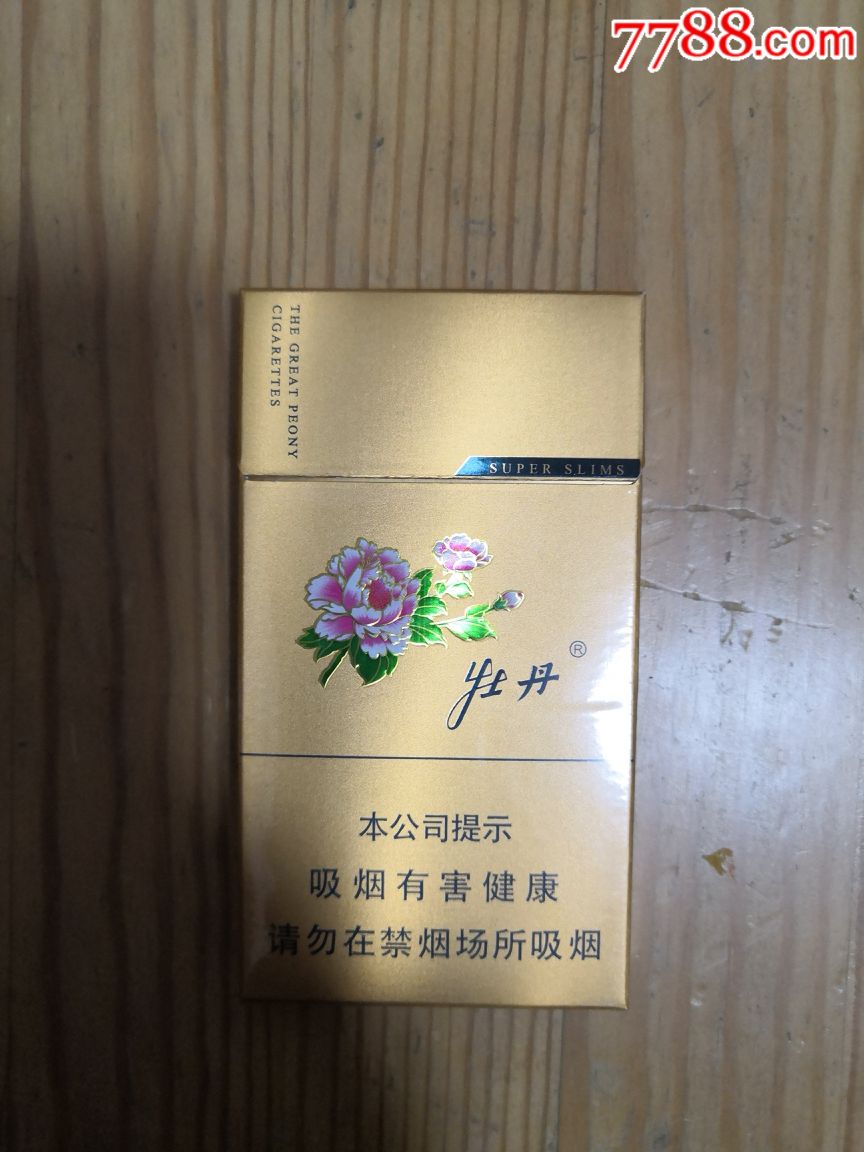 7788.com
THE GREAT PEONY
CIGARETTES
SUPER SLIMS
牡丹®
本公司提示
吸烟有害健康
请勿在禁烟场所吸烟